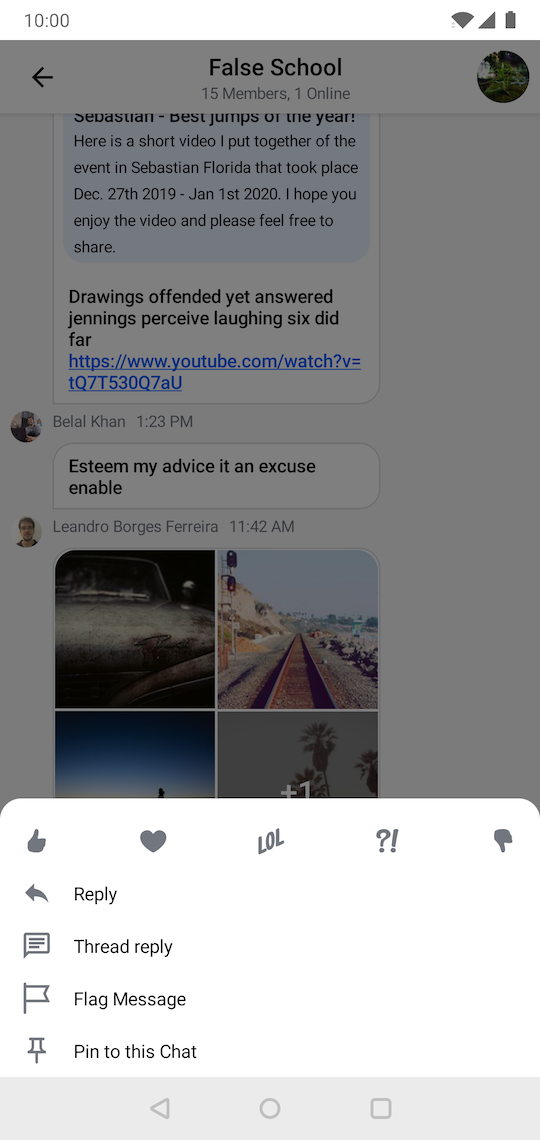 10:00
False School
15 Members, 1 Online
Sebastian - Best jumps of the year!
Here is a short video I put together of the
event in Sebastian Florida that took place
Dec. 27th 2019 - Jan 1st 2020. I hope you
enjoy the video and please feel free to
share.
Drawings offended yet answered
jennings perceive laughing six did
far
https://www.youtube.com/watch?v=
tQ7T530Q7aU
Belal Khan 1:23 PM
Esteem my advice it an excuse
enable
Leandro Borges Ferreira 11:42 AM
+1
LOL
?!
Reply
Thread reply
Flag Message
Pin to this Chat